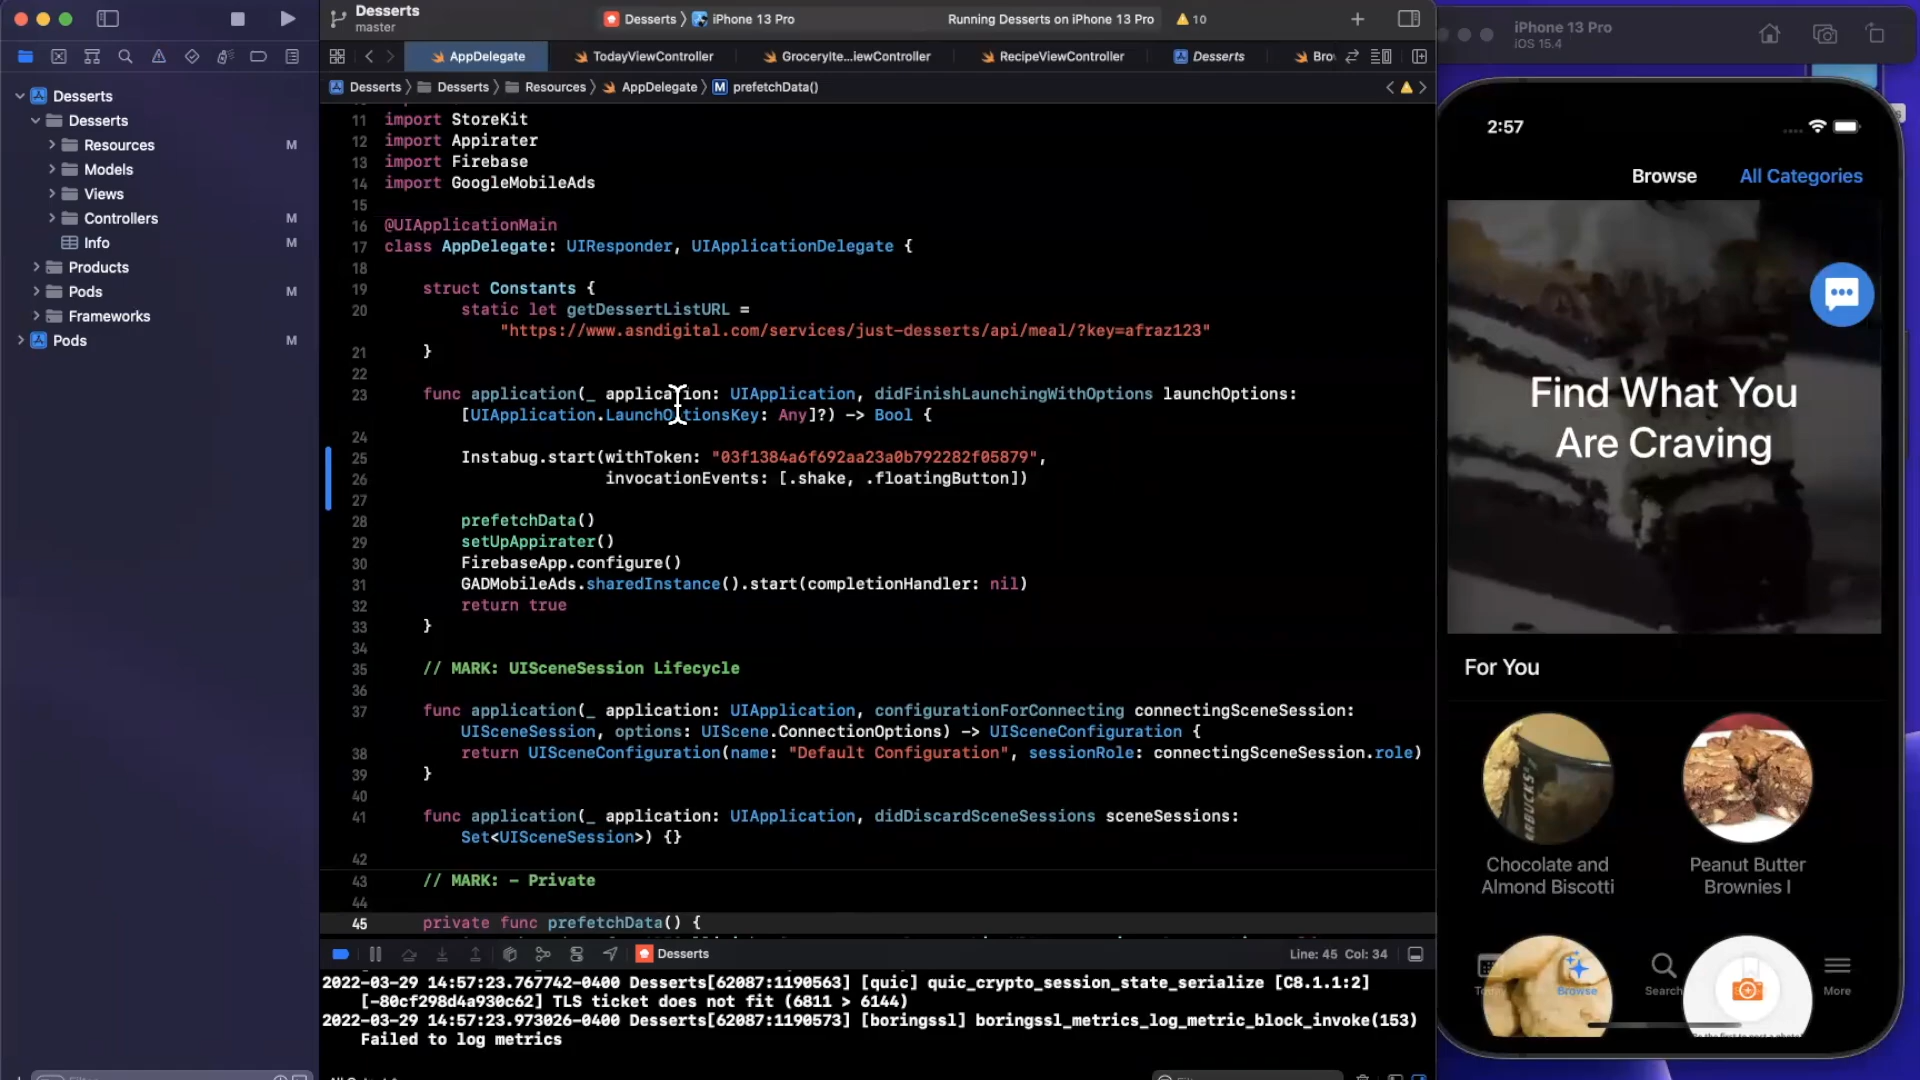 Desserts
master
Desserts
iPhone 13 Pro
Running Desserts on iPhone 13 Pro
10
AppDelegate
TodayViewController
GroceryIte...iewController
RecipeViewController
Desserts
Bro
Desserts
Desserts
Resources
AppDelegate
M
prefetchData()
Desserts
Desserts
Resources M
Models
Views
Controllers M
Info M
Products
Pods M
Frameworks
Pods M
11 import StoreKit
12 import Appirater
13 import Firebase
14 import GoogleMobileAds
15
16 @UIApplicationMain
17 class AppDelegate: UIResponder, UIApplicationDelegate {
18
19 struct Constants {
20 static let getDessertListURL =
"https://www.asndigital.com/services/just-desserts/api/meal/?key=afraz123"
21 }
22
23 func application(_ application: UIApplication, didFinishLaunchingWithOptions launchOptions:
[UIApplication.LaunchOptionsKey: Any]?) -> Bool {
24
25 Instabug.start(withToken: "03f1384a6f692aa23a0b792282f05879",
26 invocationEvents: [.shake, .floatingButton])
27
28 prefetchData()
29 setUpAppirater()
30 FirebaseApp.configure()
31 GADMobileAds.sharedInstance().start(completionHandler: nil)
32 return true
33 }
34
35 // MARK: UISceneSession Lifecycle
36
37 func application(_ application: UIApplication, configurationForConnecting connectingSceneSession:
UISceneSession, options: UIScene.ConnectionOptions) -> UISceneConfiguration {
38 return UISceneConfiguration(name: "Default Configuration", sessionRole: connectingSceneSession.role)
39 }
40
41 func application(_ application: UIApplication, didDiscardSceneSessions sceneSessions:
Set<UISceneSession>) {}
42
43 // MARK: - Private
44
45 private func prefetchData() {
Desserts
Line: 45 Col: 34
2022-03-29 14:57:23.767742-0400 Desserts[62087:1190563] [quic] quic_crypto_session_state_serialize [C8.1.1:2]
[-80cf298d4a930c62] TLS ticket does not fit (6811 > 6144)
2022-03-29 14:57:23.973026-0400 Desserts[62087:1190573] [boringssl] boringssl_metrics_log_metric_block_invoke(153)
Failed to log metrics
iPhone 13 Pro
iOS 15.4
2:57
Browse
All Categories
Find What You
Are Craving
For You
Chocolate and
Almond Biscotti
Peanut Butter
Brownies I
Browse
Search
More